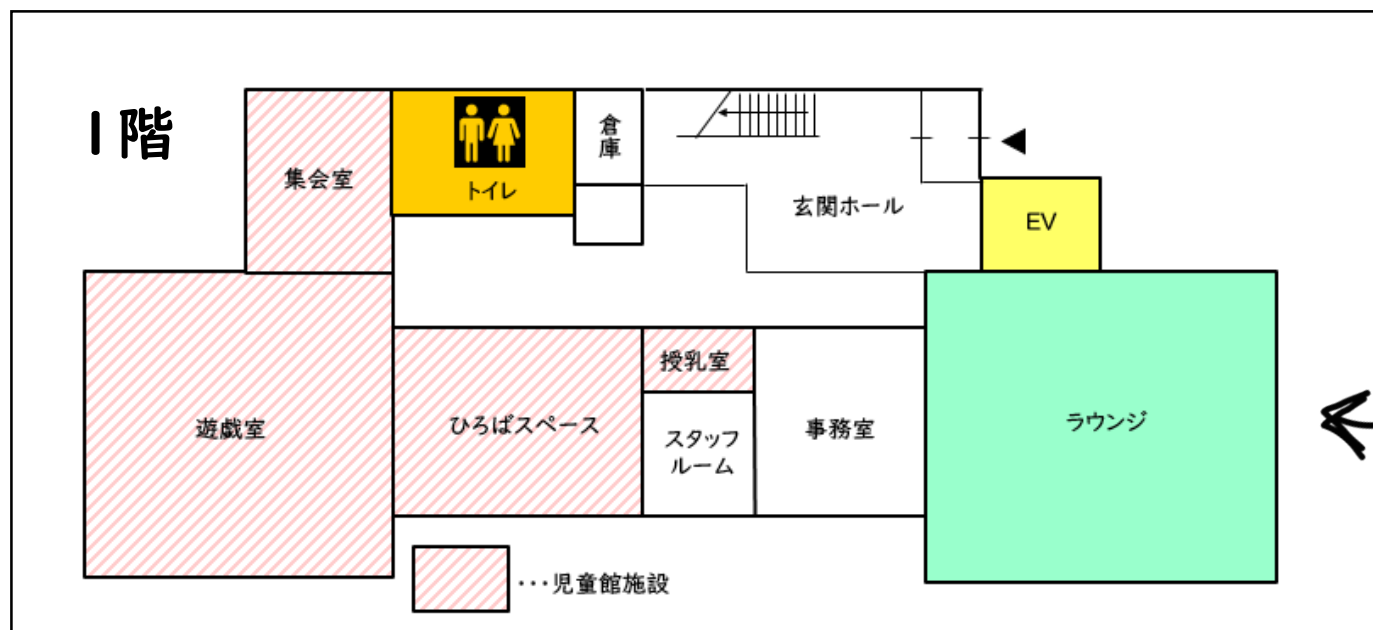 1階
集会室
トイレ
倉庫
玄関ホール
EV
遊戯室
ひろばスペース
授乳室
スタッフ
ルーム
事務室
ラウンジ
･･･児童館施設